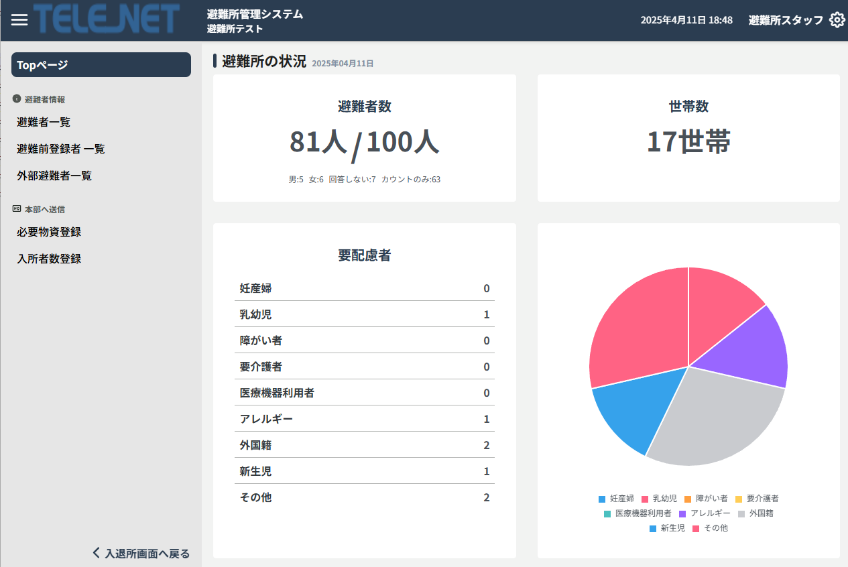 TELENET
避難所管理システム
避難所テスト
2025年4月11日 18:48
避難所スタッフ
Topページ
避難者情報
避難者一覧
避難前登録者 一覧
外部避難者一覧
本部へ送信
必要物資登録
入所者数登録
入退所画面へ戻る
避難所の状況 2025年04月11日
避難者数
81人/100人
男:5 女:6 回答しない:7 カウントのみ:63
世帯数
17世帯
要配慮者
妊産婦 0
乳幼児 1
障がい者 0
要介護者 0
医療機器利用者 0
アレルギー 1
外国籍 2
新生児 1
その他 2
妊産婦 乳幼児 障がい者 要介護者
医療機器利用者 アレルギー 外国籍
新生児 その他